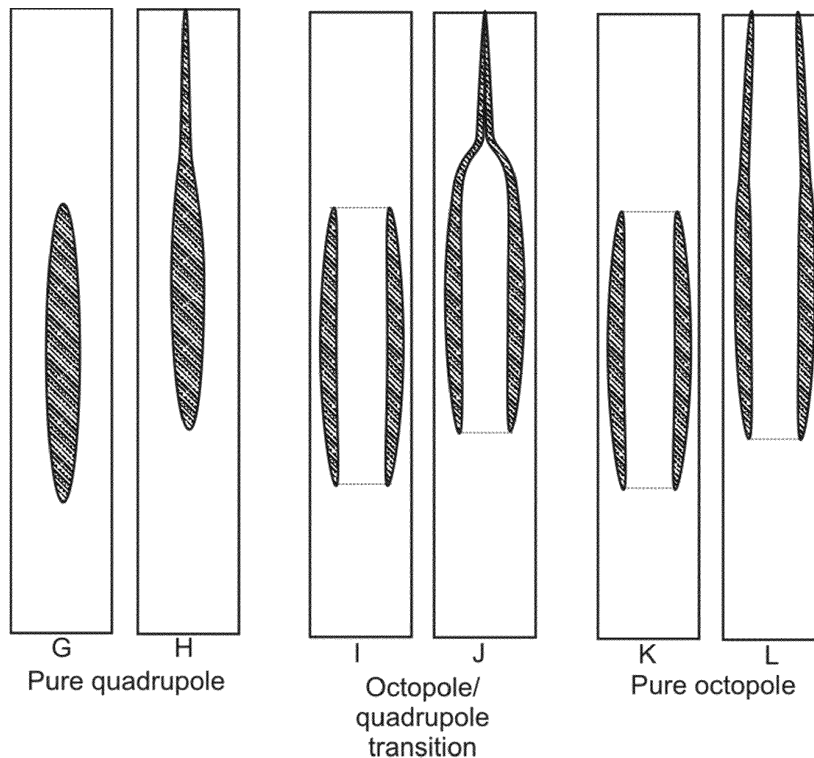 G H I J K L
Pure quadrupole
Octopole/
quadrupole
transition
Pure octopole